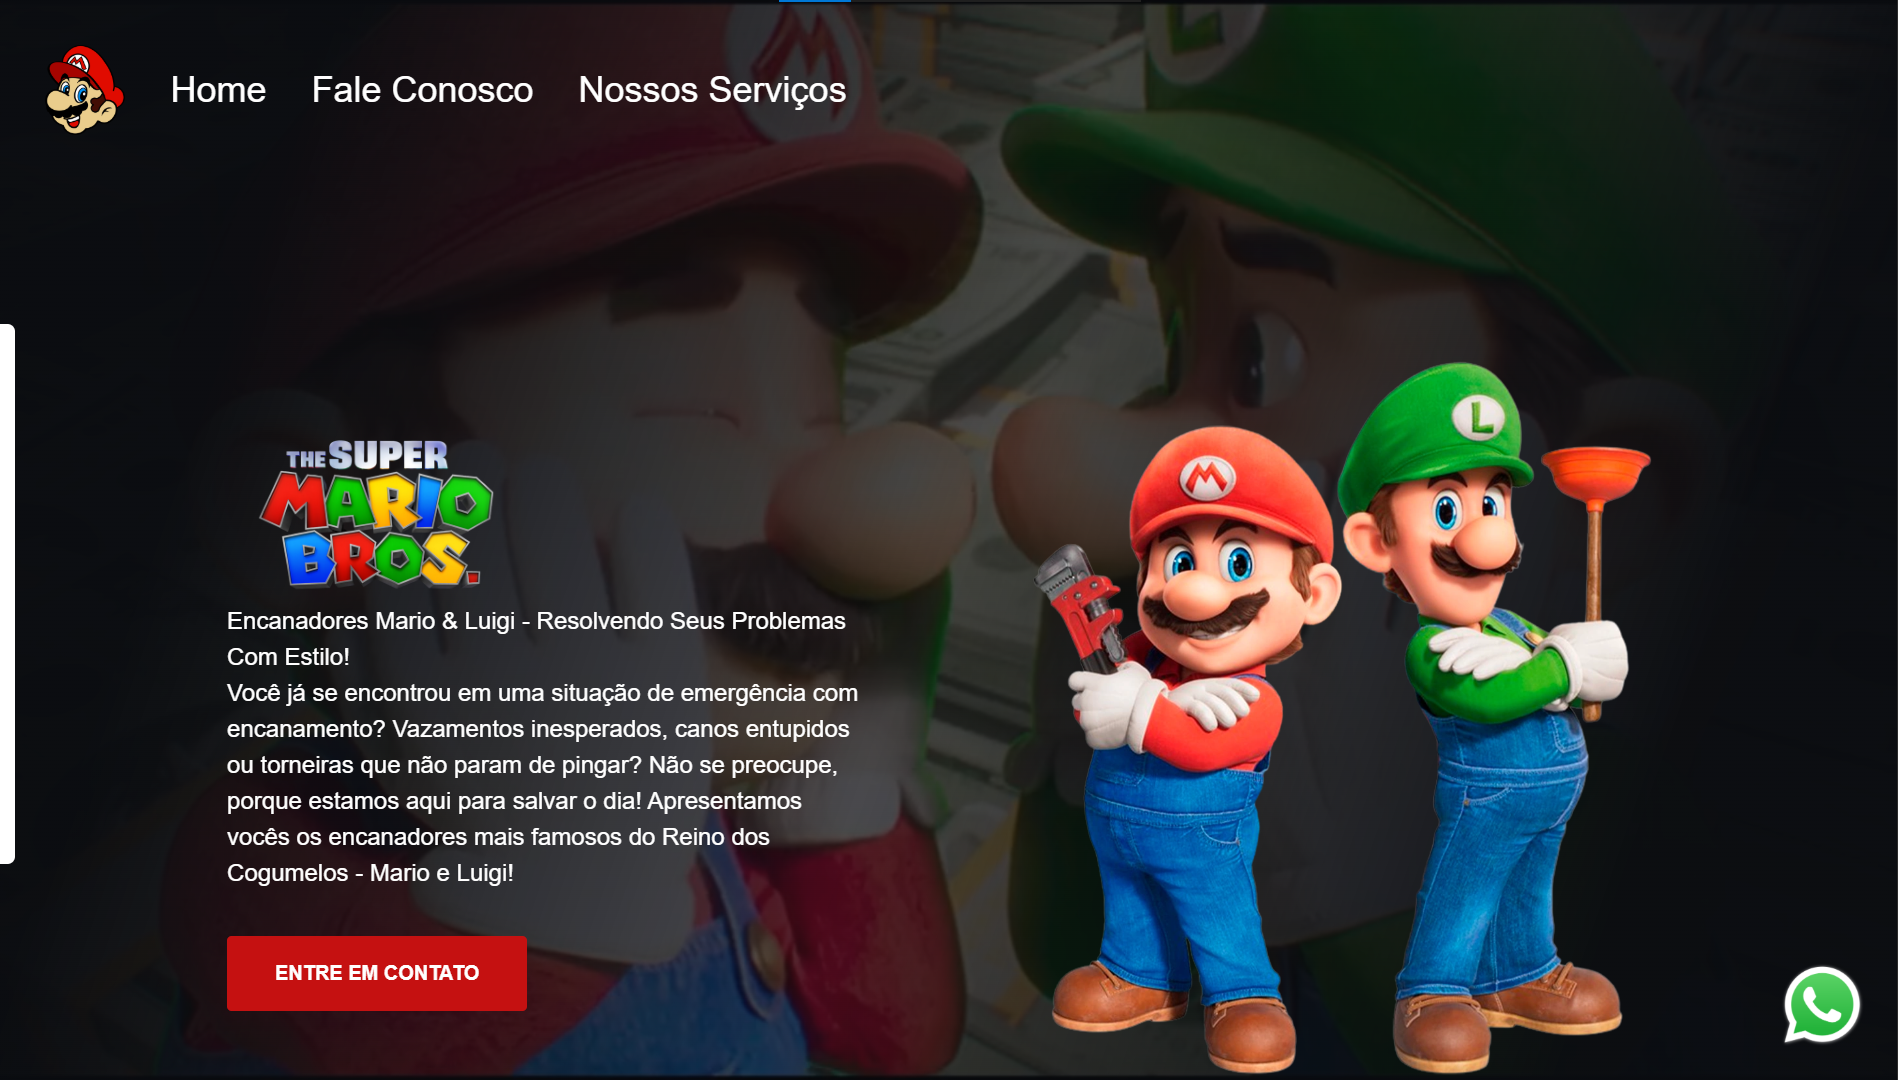 Home Fale Conosco Nossos Serviços
THE SUPER
MARIO
BROS.
Encanadores Mario & Luigi - Resolvendo Seus Problemas
Com Estilo!
Você já se encontrou em uma situação de emergência com
encanamento? Vazamentos inesperados, canos entupidos
ou torneiras que não param de pingar? Não se preocupe,
porque estamos aqui para salvar o dia! Apresentamos
vocês os encanadores mais famosos do Reino dos
Cogumelos - Mario e Luigi!
ENTRE EM CONTATO
M
L